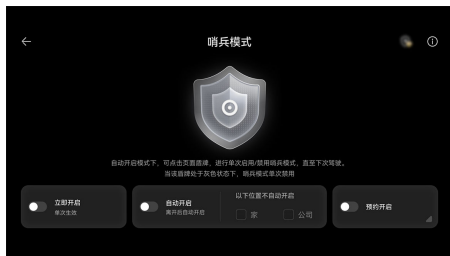 哨兵模式
自动开启模式下，可点击页面盾牌，进行单次启用/禁用哨兵模式，直至下次驾驶。
当该盾牌处于灰色状态下，哨兵模式单次禁用
立即开启
单次生效
自动开启
离开后自动开启
以下位置不自动开启
家
公司
预约开启